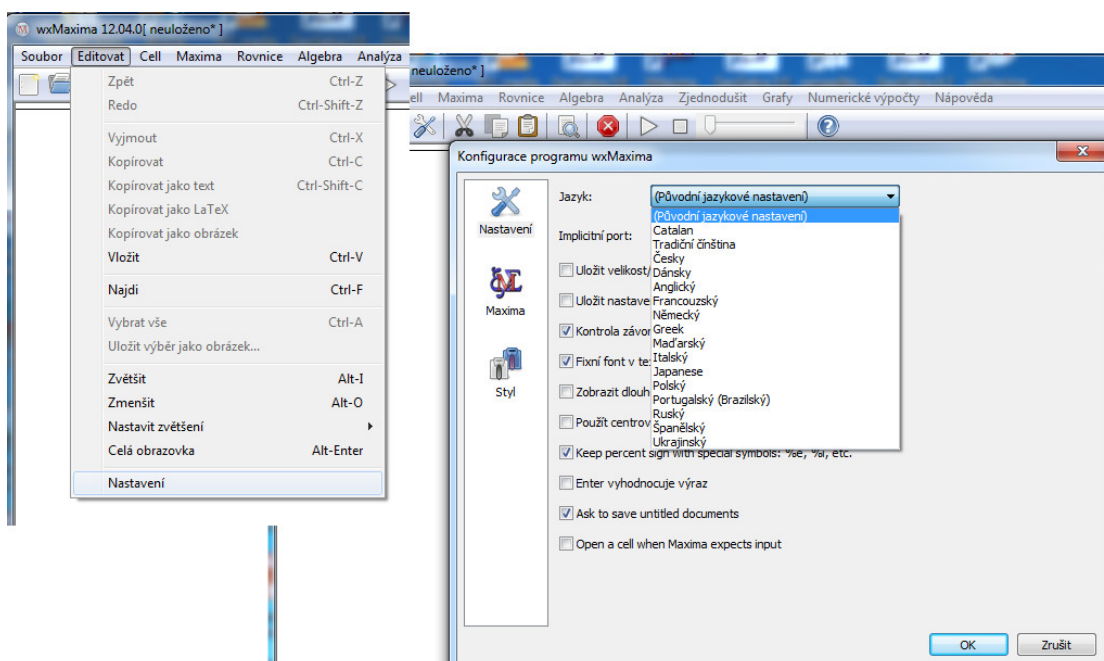 wxMaxima 12.04.0[ neuloženo* ]
Soubor Editovat Cell Maxima Rovnice Algebra Analýza
Zpět Ctrl-Z
Redo Ctrl-Shift-Z
Vyjmout Ctrl-X
Kopírovat Ctrl-C
Kopírovat jako text Ctrl-Shift-C
Kopírovat jako LaTeX
Kopírovat jako obrázek
Vložit Ctrl-V
Najdi Ctrl-F
Vybrat vše Ctrl-A
Uložit výběr jako obrázek...
Zvětšit Alt-I
Zmenšit Alt-O
Nastavit zvětšení
Celá obrazovka Alt-Enter
Nastavení
neuloženo* ]
ell Maxima Rovnice Algebra Analýza Zjednodušit Grafy Numerické výpočty Nápověda
Konfigurace programu wxMaxima
Nastavení
Maxima
Styl
Jazyk: (Původní jazykové nastavení)
(Původní jazykové nastavení)
Catalan
Tradiční čínština
Česky
Dánsky
Anglický
Francouzský
Německý
Greek
Maďarský
Italský
Japanese
Polský
Portugalský (Brazilský)
Ruský
Španělský
Ukrajinský
Implicitní port:
Uložit velikost/
Uložit nastave
Kontrola závor
Fixní font v te
Zobrazit dlouh
Použít centrov
Keep percent sign with special symbols: %e, %i, etc.
Enter vyhodnocuje výraz
Ask to save untitled documents
Open a cell when Maxima expects input
OK Zrušit